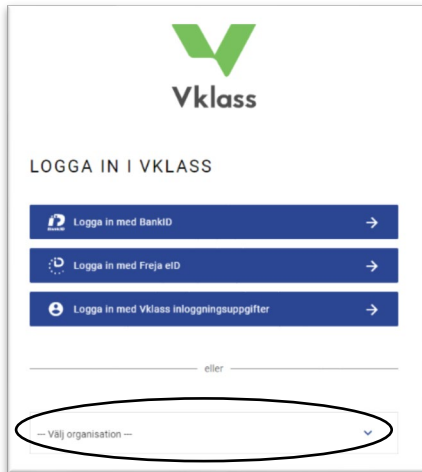 Vklass
LOGGA IN I VKLASS
BankID
Logga in med BankID
Logga in med Freja eID
Logga in med Vklass inloggningsuppgifter
eller
--- Välj organisation ---